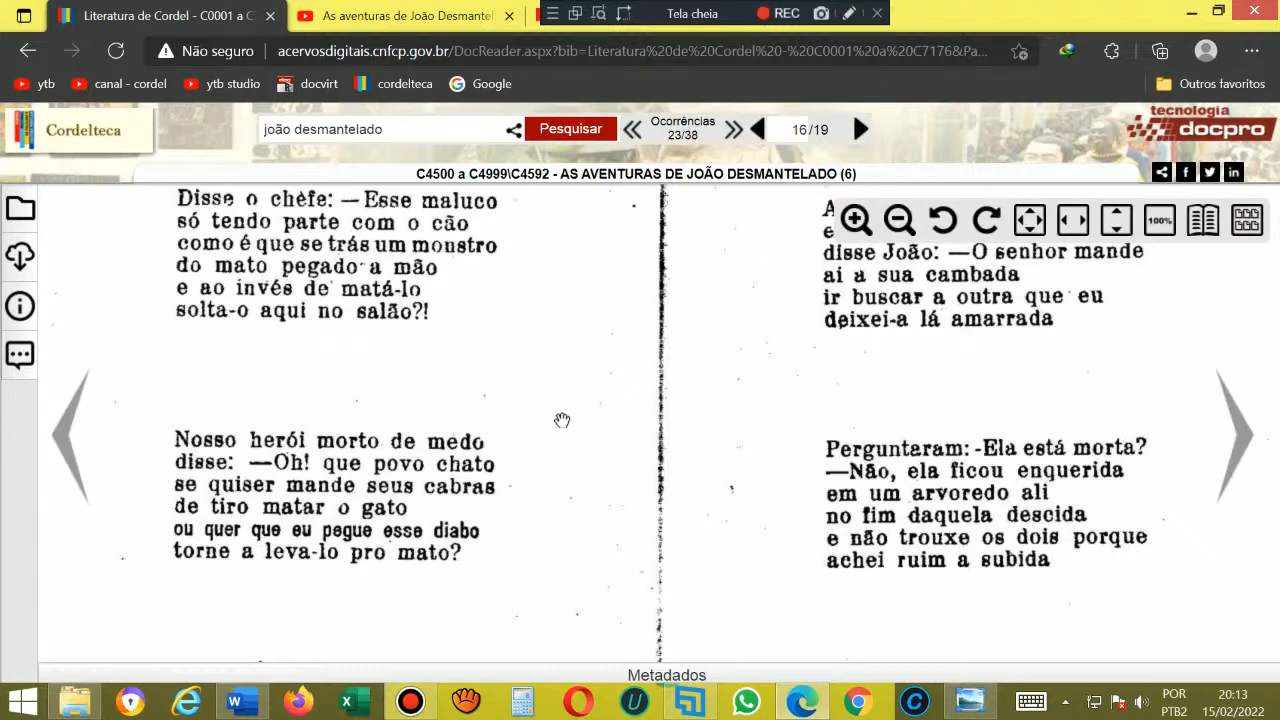 Literatura de Cordel - C0001 a C
As aventuras de João Desmantel
Tela cheia
REC
Não seguro
acervosdigitais.cnfcp.gov.br/DocReader.aspx?bib=Literatura%20de%20Cordel%20-%20C0001%20a%20C7176&Pa...
ytb
canal - cordel
ytb studio
docvirt
cordelteca
Google
Outros favoritos
Cordelteca
joão desmantelado
Pesquisar
Ocorrências
23/38
16/19
tecnologia
docpro
C4500 a C4999\C4592 - AS AVENTURAS DE JOÃO DESMANTELADO (6)
100%
Disse o chefe: —Esse maluco
só tendo parte com o cão
como é que se trás um monstro
do mato pegado a mão
e ao invés de matá-lo
solta-o aqui no salão?!
Nosso herói morto de medo
disse: —Oh! que povo chato
se quiser mande seus cabras
de tiro matar o gato
ou quer que eu pegue esse diabo
torne a leva-lo pro mato?
disse João: —O senhor mande
ai a sua cambada
ir buscar a outra que eu
deixei-a lá amarrada
Perguntaram: -Ela está morta?
—Não, ela ficou enquerida
em um arvoredo ali
no fim daquela descida
e não trouxe os dois porque
achei ruim a subida
Metadados
POR
PTB2
20:13
15/02/2022